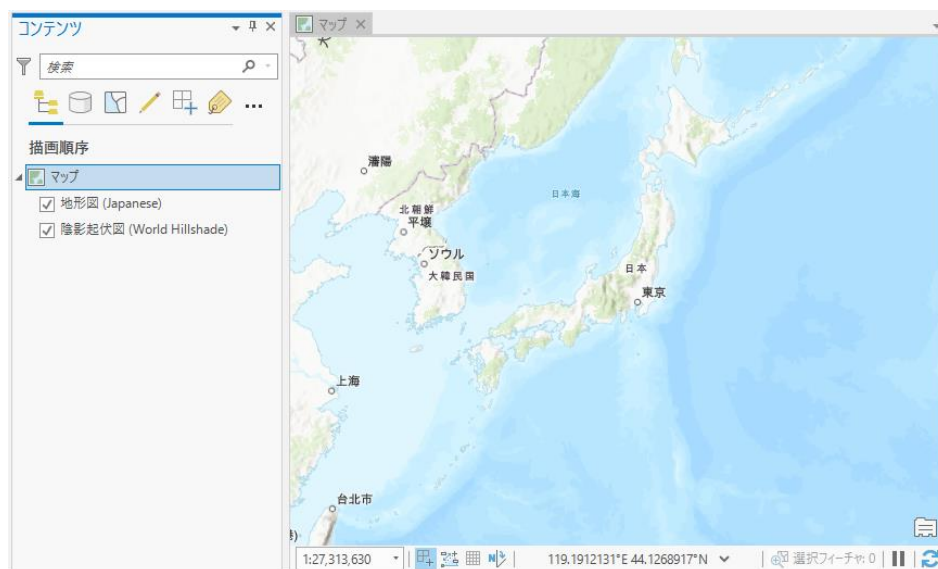 コンテンツ
マップ
検索
描画順序
マップ
地形図 (Japanese)
陰影起伏図 (World Hillshade)
瀋陽
日本海
北朝鮮
平壌
ソウル
大韓民国
日本
東京
上海
台北市
1:27,313,630
119.1912131°E 44.1268917°N
選択フィーチャ: 0